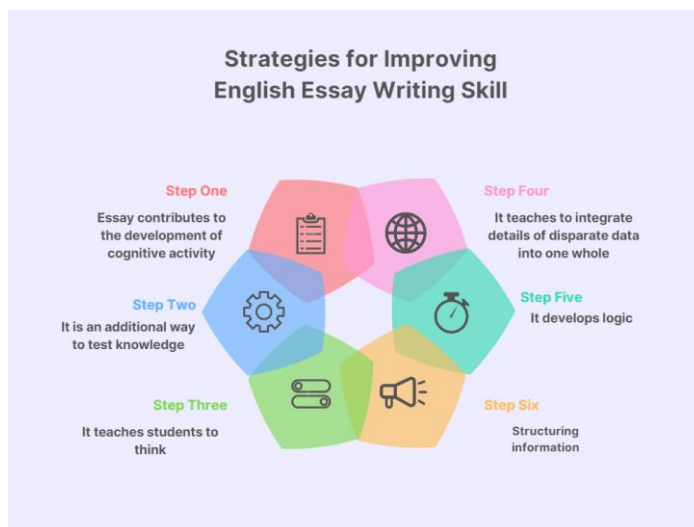 Strategies for Improving
English Essay Writing Skill
Step One
Essay contributes to
the development of
cognitive activity
Step Two
It is an additional way
to test knowledge
Step Three
It teaches students to
think
Step Four
It teaches to integrate
details of disparate data
into one whole
Step Five
It develops logic
Step Six
Structuring
information